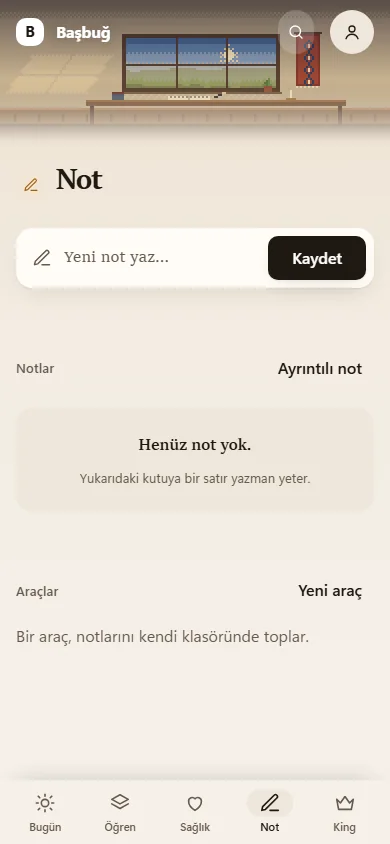 B
Başbuğ
Not
Yeni not yaz...
Kaydet
Notlar
Ayrıntılı not
Henüz not yok.
Yukarıdaki kutuya bir satır yazman yeter.
Araçlar
Yeni araç
Bir araç, notlarını kendi klasöründe toplar.
Bugün
Öğren
Sağlık
Not
King